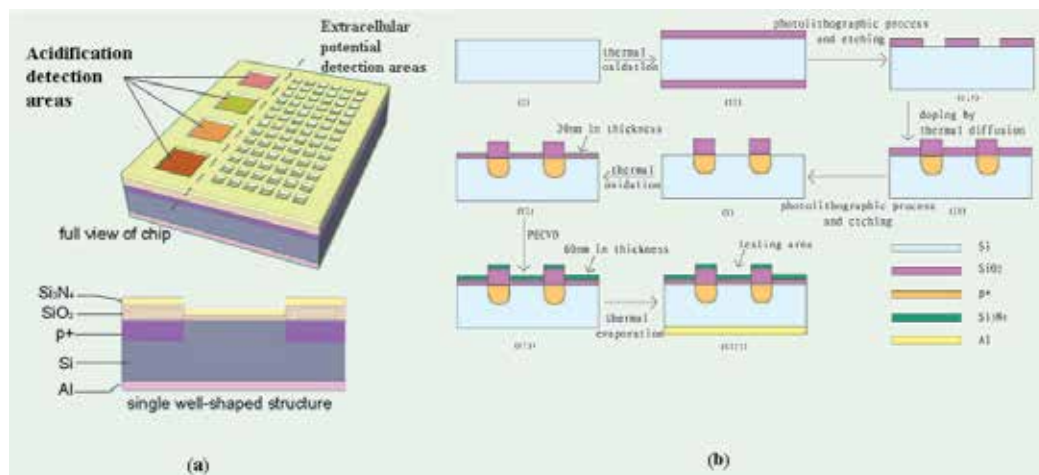 Extracellular
potential
detection areas
Acidification
detection
areas
full view of chip
Si₃N₄
SiO₂
p+
Si
Al
single well-shaped structure
(a)
photolithographic process
and etching
thermal
oxidation
doping by
thermal diffusion
20nm in thickness
thermal
oxidation
photolithographic process
and etching
PECVD
60nm in thickness
testing area
thermal
evaporation
Si
SiO₂
P+
Si₃N₄
Al
(b)